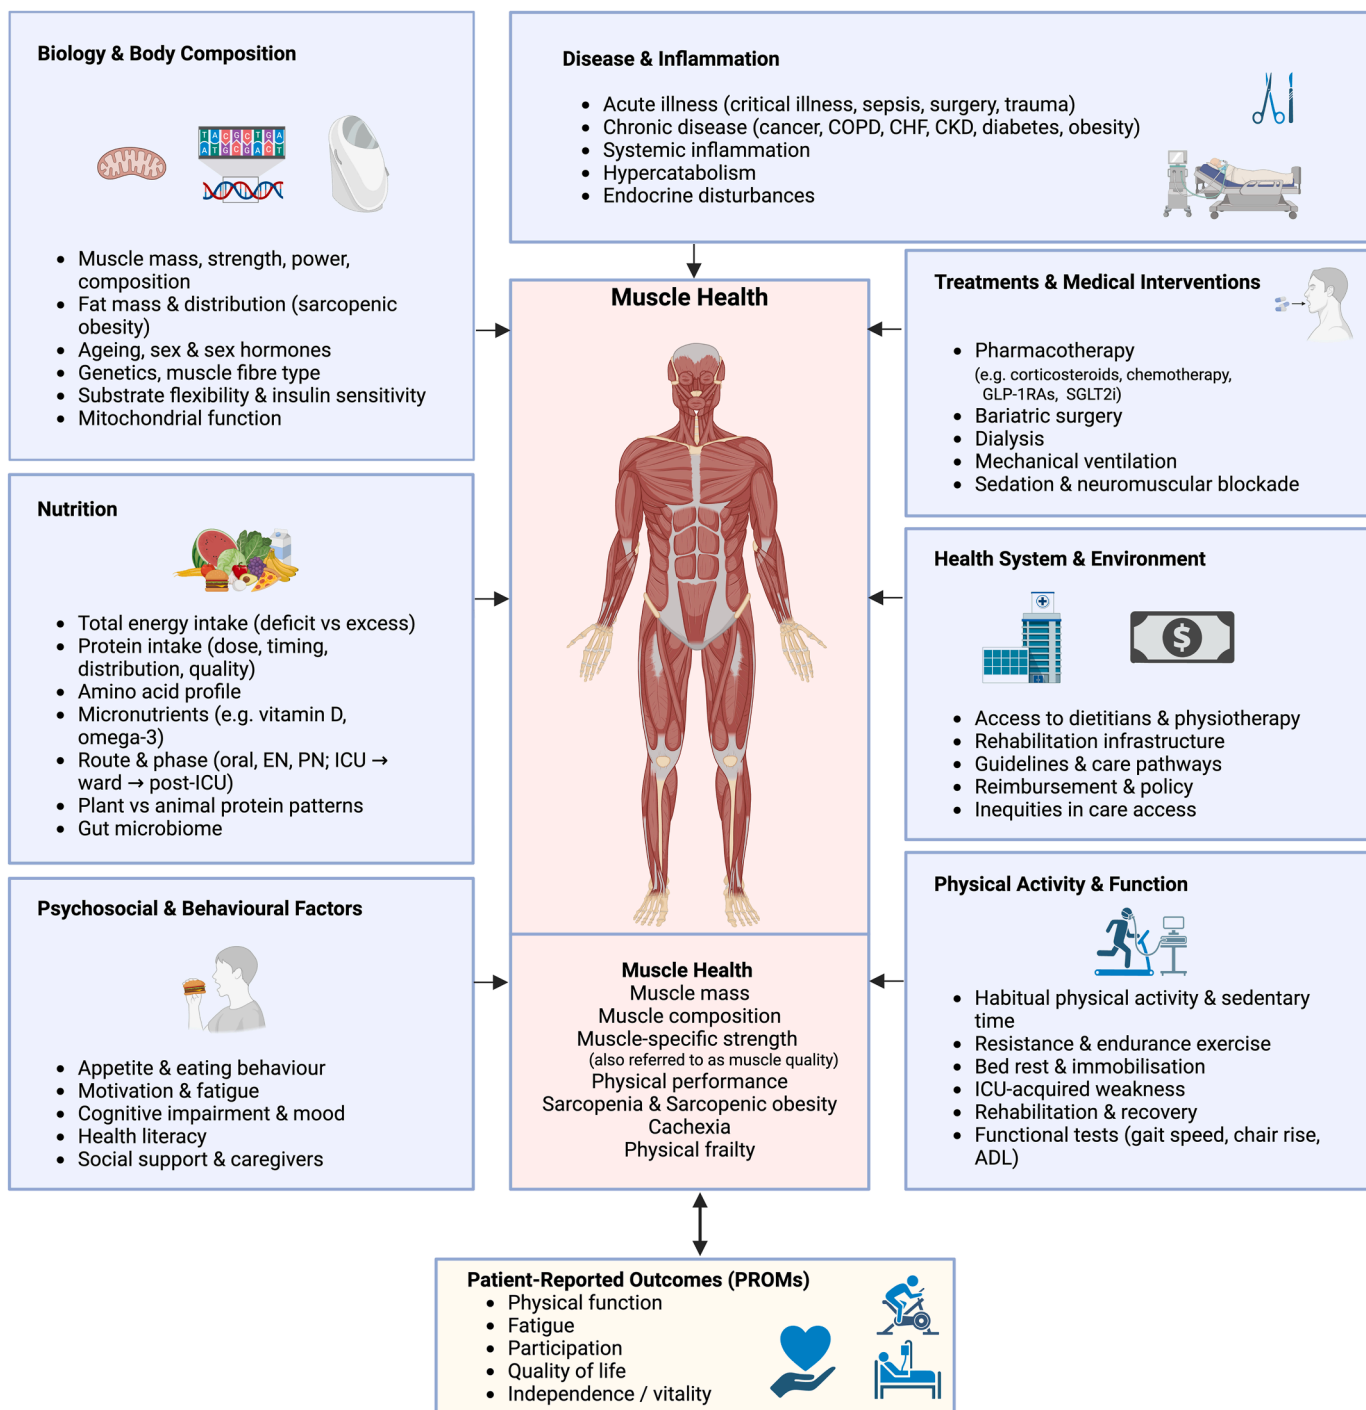 Biology & Body Composition
T A C G C T G A
A T G C G A C T
Muscle mass, strength, power,
composition
Fat mass & distribution (sarcopenic
obesity)
Ageing, sex & sex hormones
Genetics, muscle fibre type
Substrate flexibility & insulin sensitivity
Mitochondrial function
Disease & Inflammation
Acute illness (critical illness, sepsis, surgery, trauma)
Chronic disease (cancer, COPD, CHF, CKD, diabetes, obesity)
Systemic inflammation
Hypercatabolism
Endocrine disturbances
Muscle Health
Treatments & Medical Interventions
Pharmacotherapy
(e.g. corticosteroids, chemotherapy,
GLP-1RAs, SGLT2i)
Bariatric surgery
Dialysis
Mechanical ventilation
Sedation & neuromuscular blockade
Nutrition
Total energy intake (deficit vs excess)
Protein intake (dose, timing,
distribution, quality)
Amino acid profile
Micronutrients (e.g. vitamin D,
omega-3)
Route & phase (oral, EN, PN; ICU →
ward → post-ICU)
Plant vs animal protein patterns
Gut microbiome
Health System & Environment
$
Access to dietitians & physiotherapy
Rehabilitation infrastructure
Guidelines & care pathways
Reimbursement & policy
Inequities in care access
Psychosocial & Behavioural Factors
Appetite & eating behaviour
Motivation & fatigue
Cognitive impairment & mood
Health literacy
Social support & caregivers
Muscle Health
Muscle mass
Muscle composition
Muscle-specific strength
(also referred to as muscle quality)
Physical performance
Sarcopenia & Sarcopenic obesity
Cachexia
Physical frailty
Physical Activity & Function
Habitual physical activity & sedentary
time
Resistance & endurance exercise
Bed rest & immobilisation
ICU-acquired weakness
Rehabilitation & recovery
Functional tests (gait speed, chair rise,
ADL)
Patient-Reported Outcomes (PROMs)
Physical function
Fatigue
Participation
Quality of life
Independence / vitality